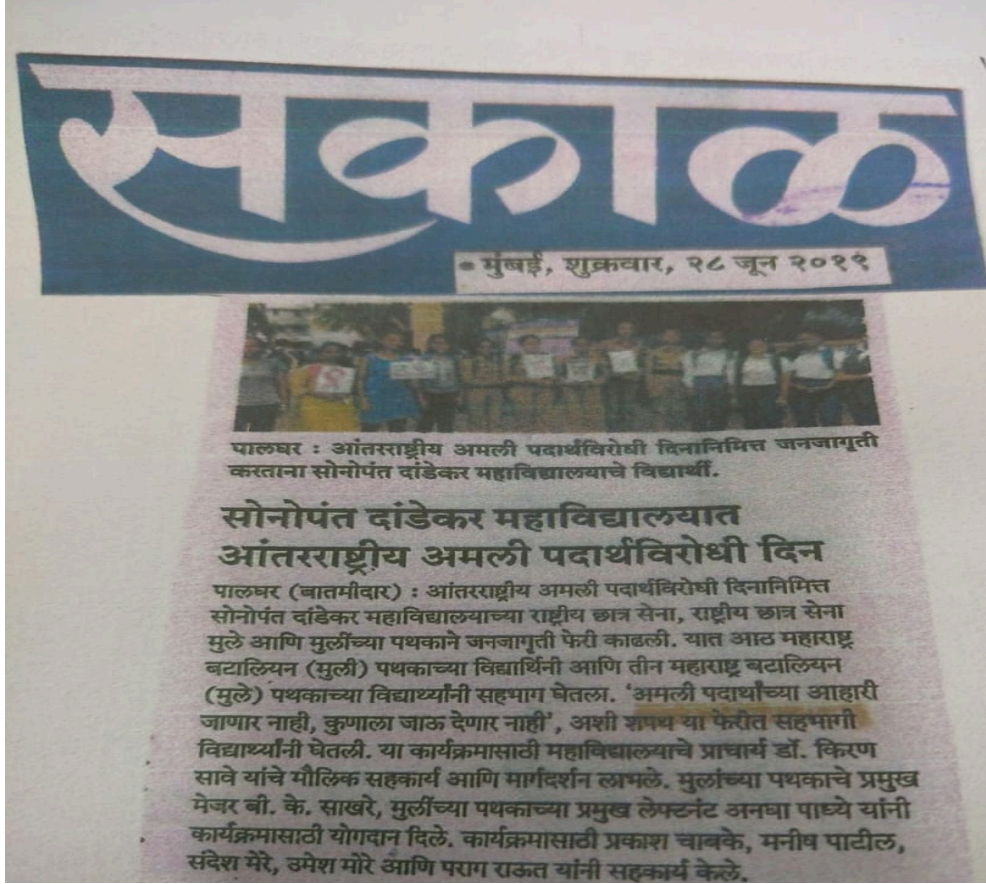 सकाळ
• मुंबई, शुक्रवार, २८ जून २०१९
पालघर : आंतरराष्ट्रीय अमली पदार्थविरोधी दिनानिमित्त जनजागृती
करताना सोनोपंत दांडेकर महाविद्यालयाचे विद्यार्थी.
सोनोपंत दांडेकर महाविद्यालयात
आंतरराष्ट्रीय अमली पदार्थविरोधी दिन
पालघर (बातमीदार) : आंतरराष्ट्रीय अमली पदार्थविरोधी दिनानिमित्त
सोनोपंत दांडेकर महाविद्यालयाच्या राष्ट्रीय छात्र सेना, राष्ट्रीय छात्र सेना
मुले आणि मुलींच्या पथकाने जनजागृती फेरी काढली. यात आठ महाराष्ट्र
बटालियन (मुली) पथकाच्या विद्यार्थिनी आणि तीन महाराष्ट्र बटालियन
(मुले) पथकाच्या विद्यार्थ्यांनी सहभाग घेतला. 'अमली पदार्थांच्या आहारी
जाणार नाही, कुणाला जाऊ देणार नाही', अशी शपथ या फेरीत सहभागी
विद्यार्थ्यांनी घेतली. या कार्यक्रमासाठी महाविद्यालयाचे प्राचार्य डॉ. किरण
सावे यांचे मौलिक सहकार्य आणि मार्गदर्शन लाभले. मुलांच्या पथकाचे प्रमुख
मेजर बी. के. साखरे, मुलींच्या पथकाच्या प्रमुख लेफ्टनंट अनघा पाध्ये यांनी
कार्यक्रमासाठी योगदान दिले. कार्यक्रमासाठी प्रकाश चाबके, मनीष पाटील,
संदेश मेरे, उमेश मोरे आणि पराग राऊत यांनी सहकार्य केले.